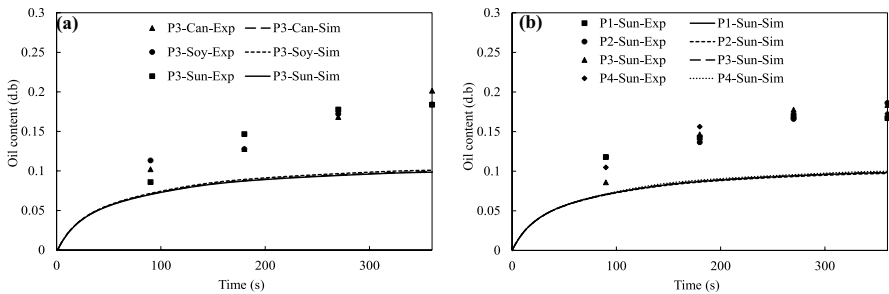 (a)
P3-Can-Exp P3-Can-Sim
P3-Soy-Exp P3-Soy-Sim
P3-Sun-Exp P3-Sun-Sim
0.3
0.25
0.2
0.15
0.1
0.05
0
Oil content (d.b)
0 100 200 300
Time (s)
(b)
P1-Sun-Exp P1-Sun-Sim
P2-Sun-Exp P2-Sun-Sim
P3-Sun-Exp P3-Sun-Sim
P4-Sun-Exp P4-Sun-Sim
0.3
0.25
0.2
0.15
0.1
0.05
0
Oil content (d.b)
0 100 200 300
Time (s)